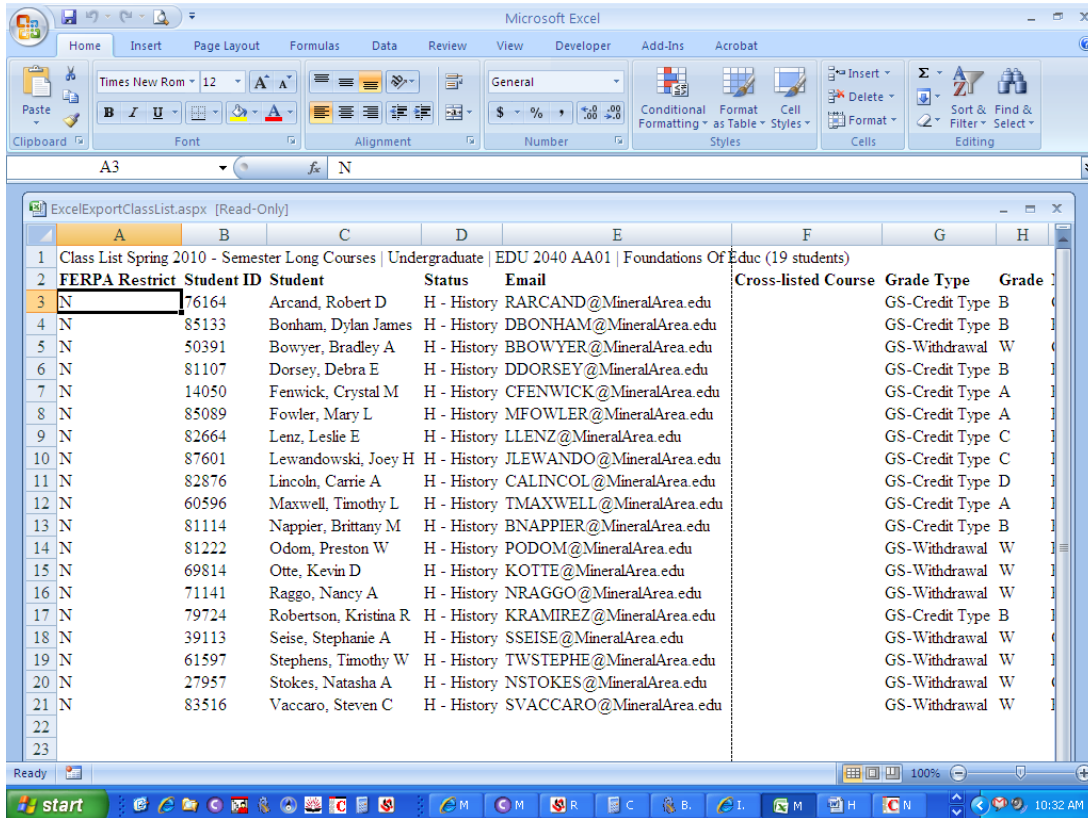 Microsoft Excel
Home Insert Page Layout Formulas Data Review View Developer Add-Ins Acrobat
Paste
Times New Rom 12
General
Conditional Formatting
Format as Table
Cell Styles
Insert
Delete
Format
Sort & Filter
Find & Select
Clipboard Font Alignment Number Styles Cells Editing
A3 fx N
ExcelExportClassList.aspx [Read-Only]
A B C D E F G H
1 Class List Spring 2010 - Semester Long Courses | Undergraduate | EDU 2040 AA01 | Foundations Of Educ (19 students)
2 FERPA Restrict Student ID Student Status Email Cross-listed Course Grade Type Grade
3 N 76164 Arcand, Robert D H - History RARCAND@MineralArea.edu GS-Credit Type B
4 N 85133 Bonham, Dylan James H - History DBONHAM@MineralArea.edu GS-Credit Type B
5 N 50391 Bowyer, Bradley A H - History BBOWYER@MineralArea.edu GS-Withdrawal W
6 N 81107 Dorsey, Debra E H - History DDORSEY@MineralArea.edu GS-Credit Type B
7 N 14050 Fenwick, Crystal M H - History CFENWICK@MineralArea.edu GS-Credit Type A
8 N 85089 Fowler, Mary L H - History MFOWLER@MineralArea.edu GS-Credit Type A
9 N 82664 Lenz, Leslie E H - History LLENZ@MineralArea.edu GS-Credit Type C
10 N 87601 Lewandowski, Joey H H - History JLEWANDO@MineralArea.edu GS-Credit Type C
11 N 82876 Lincoln, Carrie A H - History CALINCOL@MineralArea.edu GS-Credit Type D
12 N 60596 Maxwell, Timothy L H - History TMAXWELL@MineralArea.edu GS-Credit Type A
13 N 81114 Nappier, Brittany M H - History BNAPPIER@MineralArea.edu GS-Credit Type B
14 N 81222 Odom, Preston W H - History PODOM@MineralArea.edu GS-Withdrawal W
15 N 69814 Otte, Kevin D H - History KOTTE@MineralArea.edu GS-Withdrawal W
16 N 71141 Raggo, Nancy A H - History NRAGGO@MineralArea.edu GS-Withdrawal W
17 N 79724 Robertson, Kristina R H - History KRAMIREZ@MineralArea.edu GS-Credit Type B
18 N 39113 Seise, Stephanie A H - History SSEISE@MineralArea.edu GS-Withdrawal W
19 N 61597 Stephens, Timothy W H - History TWSTEPHE@MineralArea.edu GS-Withdrawal W
20 N 27957 Stokes, Natasha A H - History NSTOKES@MineralArea.edu GS-Withdrawal W
21 N 83516 Vaccaro, Steven C H - History SVACCARO@MineralArea.edu GS-Withdrawal W
22
23
Ready 100%
start M M R C B. I. M H N 10:32 AM